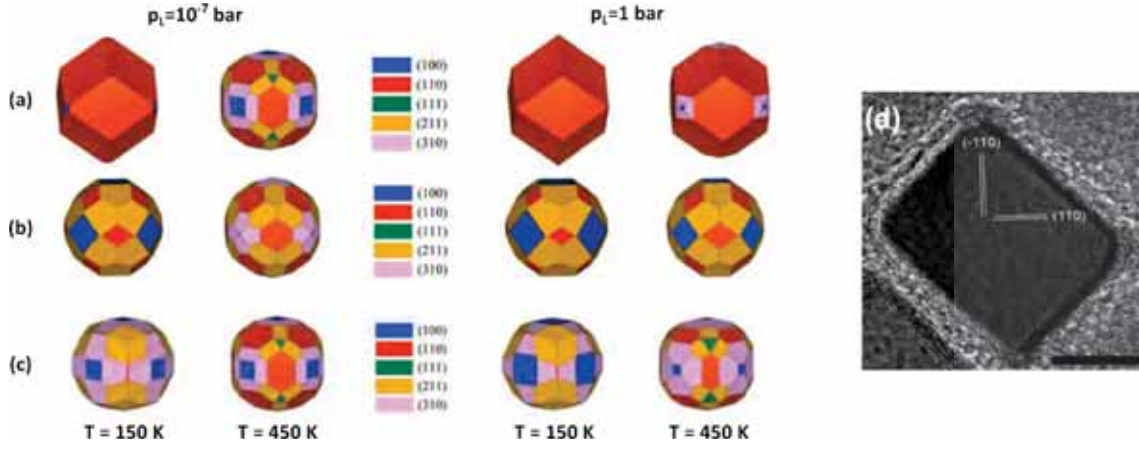 p_L=10^-7 bar
p_L=1 bar
(a)
(100)
(110)
(111)
(211)
(310)
(b)
(100)
(110)
(111)
(211)
(310)
(c)
(100)
(110)
(111)
(211)
(310)
T = 150 K
T = 450 K
T = 150 K
T = 450 K
(d)
(-110)
(110)